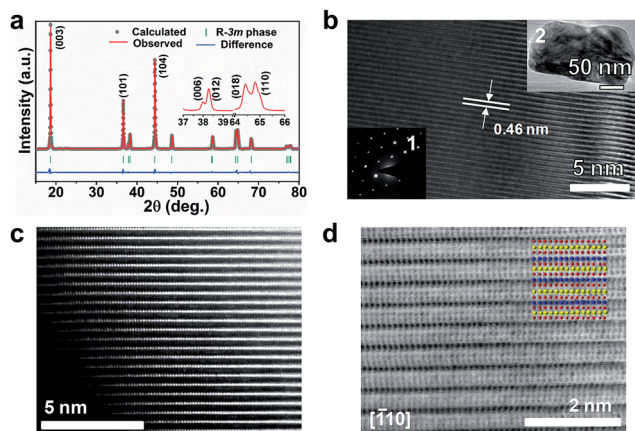 a
Calculated
Observed
R-3m phase
Difference
(003)
(101)
(104)
(006)
(012)
(018)
(110)
37 38 39 64 65 66
Intensity (a.u.)
20 30 40 50 60 70 80
2θ (deg.)
b
2
50 nm
0.46 nm
1
5 nm
c
5 nm
d
[1̄10]
2 nm